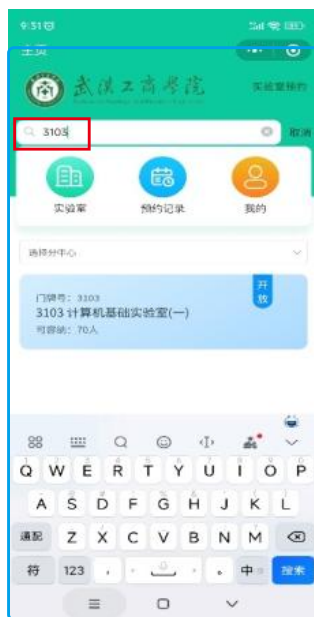 9:31
主页
武汉工商学院
实验室预约
3103
取消
实验室
预约记录
我的
选择分中心
开放
门牌号：3103
3103 计算机基础实验室(一)
可容纳：70人
Q W E R T Y U I O P
A S D F G H J K L
通配 Z X C V B N M
符 123 , 。 中 搜索